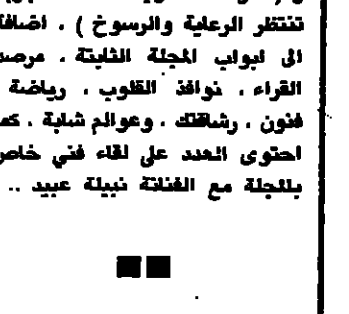 تنتظر الرعاية والرسوخ ) . اضافة
الى ابواب المجلة الثابتة . مرصد
القراء . نوافذ القلوب . رياضة
فنون . رشاقتك . وعوالم شابة . كما
احتوى العدد على لقاء فني خاص
بالمجلة مع الفنانة نبيلة عبيد ..